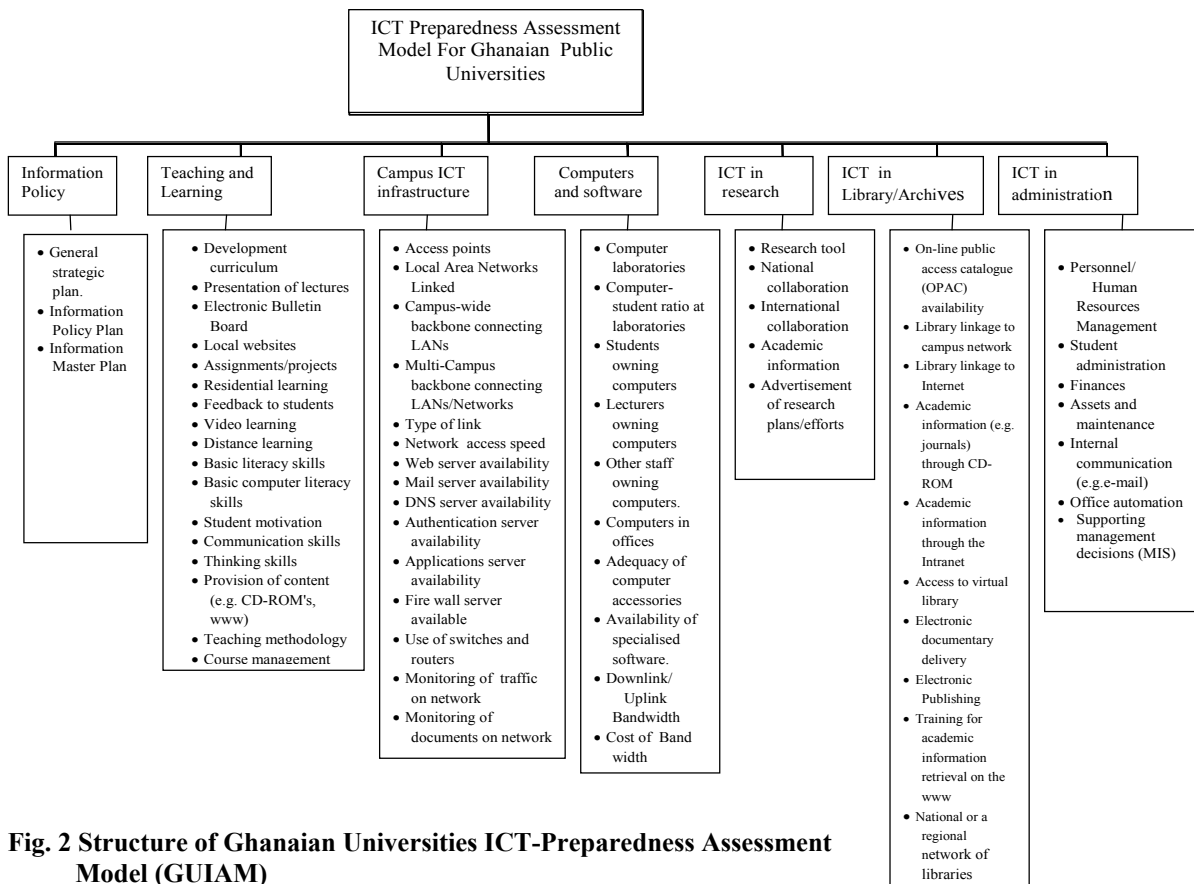 ICT Preparedness Assessment
Model For Ghanaian Public
Universities
Information
Policy
Teaching and
Learning
Campus ICT
infrastructure
Computers
and software
ICT in
research
ICT in
Library/Archives
ICT in
administration
• General
strategic
plan.
• Information
Policy Plan
• Information
Master Plan
• Development
curriculum
• Presentation of lectures
• Electronic Bulletin
Board
• Local websites
• Assignments/projects
• Residential learning
• Feedback to students
• Video learning
• Distance learning
• Basic literacy skills
• Basic computer literacy
skills
• Student motivation
• Communication skills
• Thinking skills
• Provision of content
(e.g. CD-ROM's,
www)
• Teaching methodology
• Course management
• Access points
• Local Area Networks
Linked
• Campus-wide
backbone connecting
LANs
• Multi-Campus
backbone connecting
LANs/Networks
• Type of link
• Network access speed
• Web server availability
• Mail server availability
• DNS server availability
• Authentication server
availability
• Applications server
availability
• Fire wall server
available
• Use of switches and
routers
• Monitoring of traffic
on network
• Monitoring of
documents on network
• Computer
laboratories
• Computer-
student ratio at
laboratories
• Students
owning
computers
• Lecturers
owning
computers
• Other staff
owning
computers.
• Computers in
offices
• Adequacy of
computer
accessories
• Availability of
specialised
software.
• Downlink/
Uplink
Bandwidth
• Cost of Band
width
• Research tool
• National
collaboration
• International
collaboration
• Academic
information
• Advertisement
of research
plans/efforts
• On-line public
access catalogue
(OPAC)
availability
• Library linkage to
campus network
• Library linkage to
Internet
• Academic
information (e.g.
journals)
through CD-
ROM
• Academic
information
through the
Intranet
• Access to virtual
library
• Electronic
documentary
delivery
• Electronic
Publishing
• Training for
academic
information
retrieval on the
www
• National or a
regional
network of
libraries
• Personnel/
Human
Resources
Management
• Student
administration
• Finances
• Assets and
maintenance
• Internal
communication
(e.g.e-mail)
• Office automation
• Supporting
management
decisions (MIS)
Fig. 2 Structure of Ghanaian Universities ICT-Preparedness Assessment
Model (GUIAM)